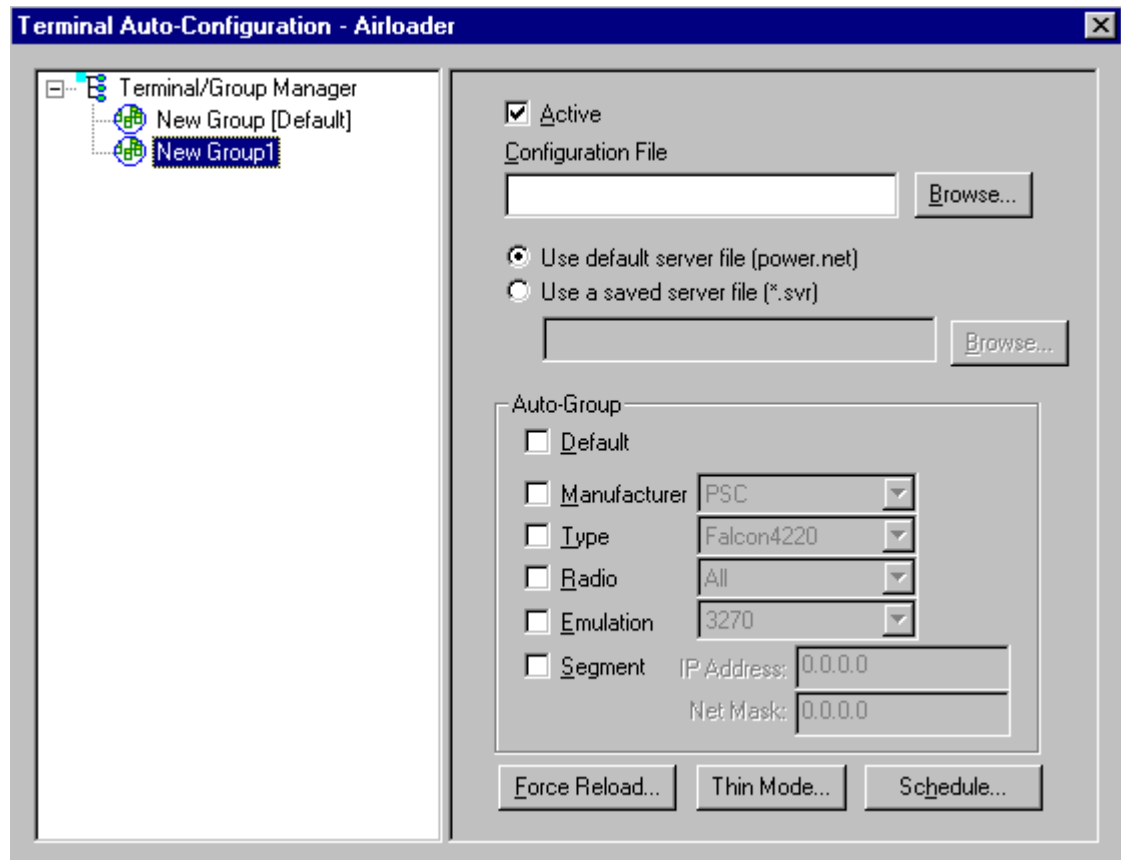 Terminal Auto-Configuration - Airloader
Terminal/Group Manager
New Group [Default]
New Group1
Active
Configuration File
Browse...
Use default server file (power.net)
Use a saved server file (*.svr)
Browse...
Auto-Group
Default
Manufacturer PSC
Type Falcon4220
Radio All
Emulation 3270
Segment IP Address: 0.0.0.0
Net Mask: 0.0.0.0
Force Reload... Thin Mode... Schedule...